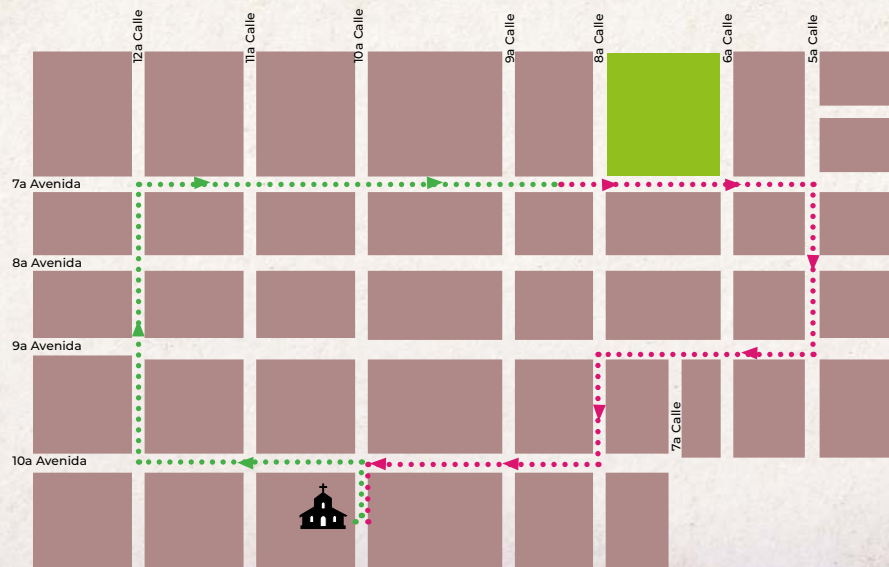 12a Calle
11a Calle
10a Calle
9a Calle
8a Calle
6a Calle
5a Calle
7a Avenida
8a Avenida
9a Avenida
7a Calle
10a Avenida